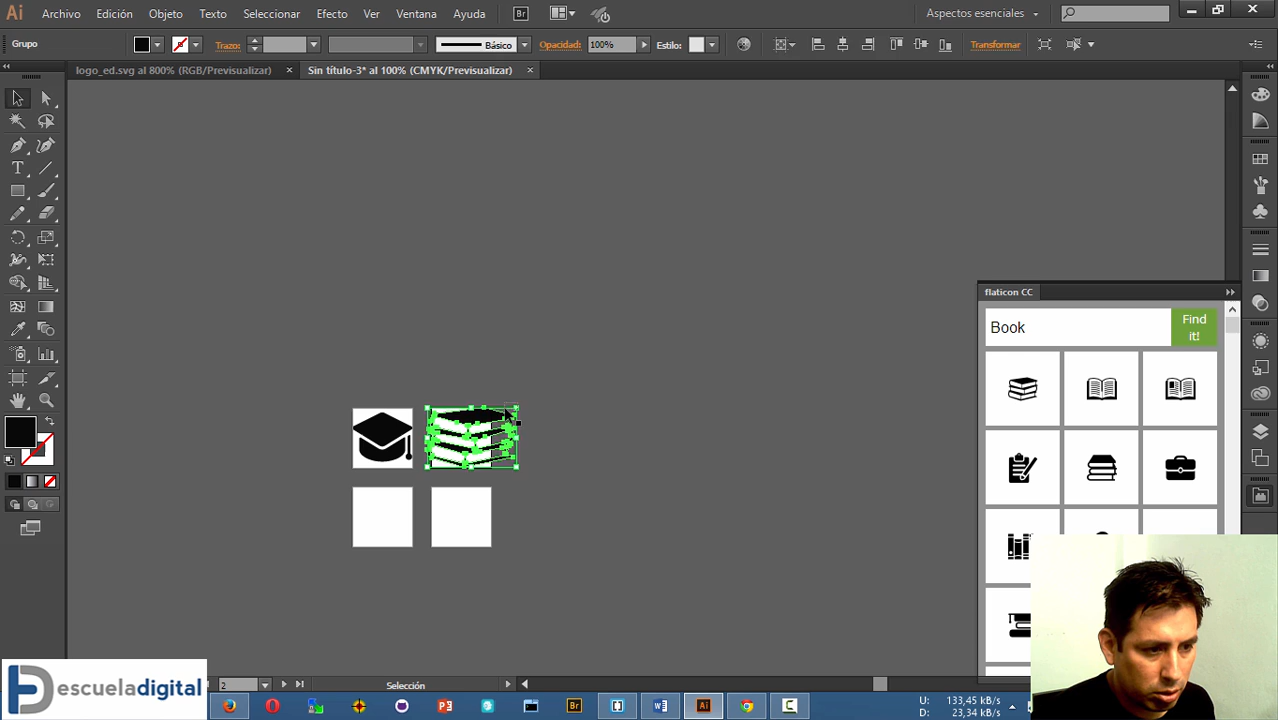 Ai
Archivo Edición Objeto Texto Seleccionar Efecto Ver Ventana Ayuda Br Aspectos esenciales
Grupo Trazo: Básico Opacidad: 100% Estilo: Transformar
logo_ed.svg al 800% (RGB/Previsualizar) × Sin título-3* al 100% (CMYK/Previsualizar) ×
flaticon CC
Book
Find
it!
2 Selección
escueladigital
U: 133,45 kB/s
D: 23,34 kB/s